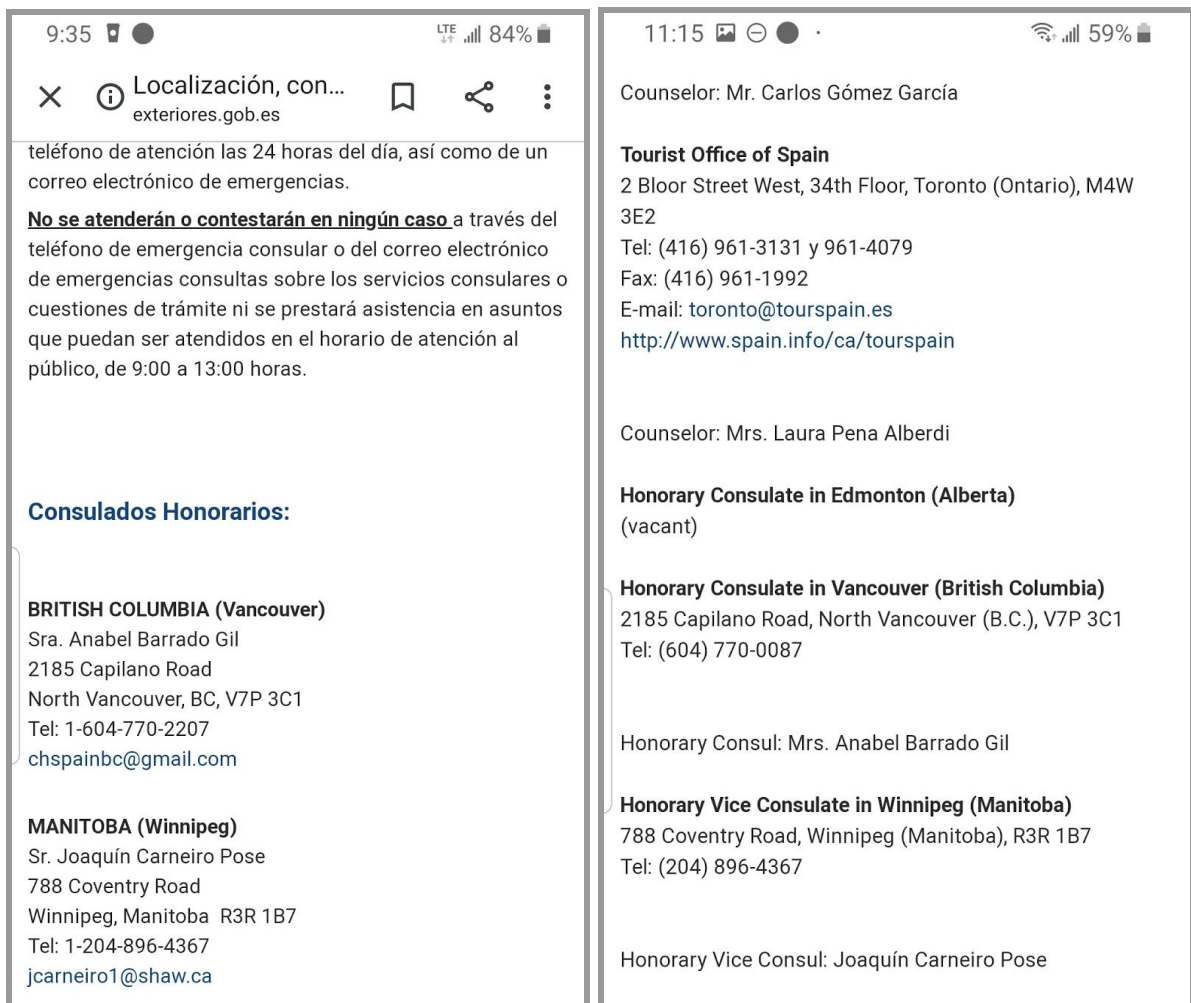 9:35
LTE
84%
Localización, con...
exteriores.gob.es
teléfono de atención las 24 horas del día, así como de un
correo electrónico de emergencias.
No se atenderán o contestarán en ningún caso a través del
teléfono de emergencia consular o del correo electrónico
de emergencias consultas sobre los servicios consulares o
cuestiones de trámite ni se prestará asistencia en asuntos
que puedan ser atendidos en el horario de atención al
público, de 9:00 a 13:00 horas.
Consulados Honorarios:
BRITISH COLUMBIA (Vancouver)
Sra. Anabel Barrado Gil
2185 Capilano Road
North Vancouver, BC, V7P 3C1
Tel: 1-604-770-2207
chspainbc@gmail.com
MANITOBA (Winnipeg)
Sr. Joaquín Carneiro Pose
788 Coventry Road
Winnipeg, Manitoba  R3R 1B7
Tel: 1-204-896-4367
jcarneiro1@shaw.ca
11:15
59%
Counselor: Mr. Carlos Gómez García
Tourist Office of Spain
2 Bloor Street West, 34th Floor, Toronto (Ontario), M4W
3E2
Tel: (416) 961-3131 y 961-4079
Fax: (416) 961-1992
E-mail: toronto@tourspain.es
http://www.spain.info/ca/tourspain
Counselor: Mrs. Laura Pena Alberdi
Honorary Consulate in Edmonton (Alberta)
(vacant)
Honorary Consulate in Vancouver (British Columbia)
2185 Capilano Road, North Vancouver (B.C.), V7P 3C1
Tel: (604) 770-0087
Honorary Consul: Mrs. Anabel Barrado Gil
Honorary Vice Consulate in Winnipeg (Manitoba)
788 Coventry Road, Winnipeg (Manitoba), R3R 1B7
Tel: (204) 896-4367
Honorary Vice Consul: Joaquín Carneiro Pose